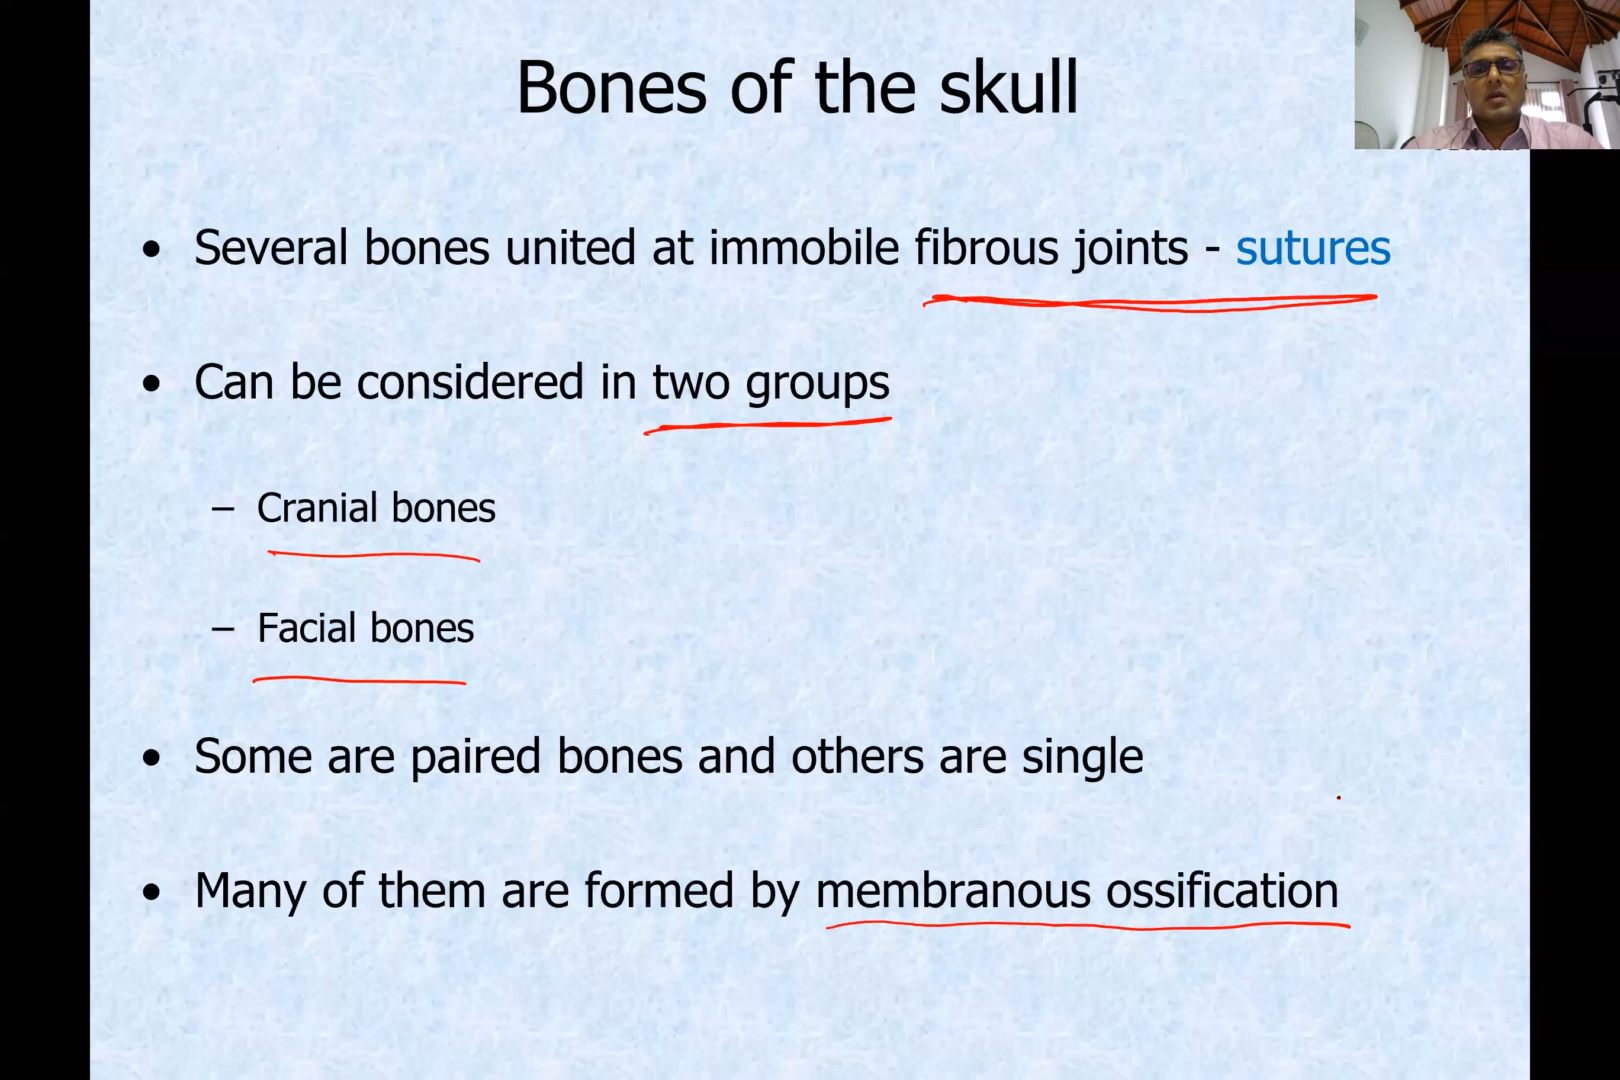 Bones of the skull
• Several bones united at immobile fibrous joints - sutures
• Can be considered in two groups
– Cranial bones
– Facial bones
• Some are paired bones and others are single
• Many of them are formed by membranous ossification